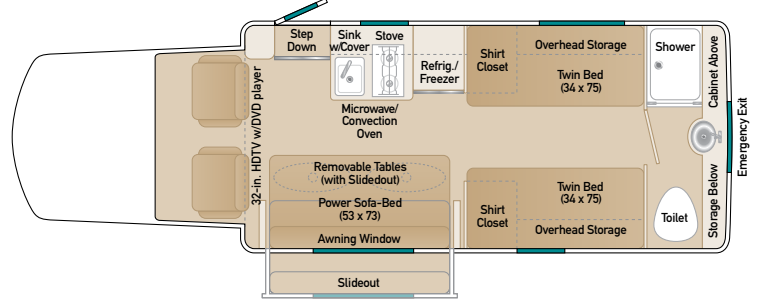 Step
Down
Sink
w/Cover
Stove
Refrig./
Freezer
Microwave/
Convection
Oven
32-in. HDTV w/DVD player
Shirt
Closet
Overhead Storage
Twin Bed
(34 x 75)
Shower
Cabinet Above
Emergency Exit
Removable Tables
(with Slideout)
Power Sofa-Bed
(53 x 73)
Awning Window
Slideout
Shirt
Closet
Twin Bed
(34 x 75)
Overhead Storage
Toilet
Storage Below